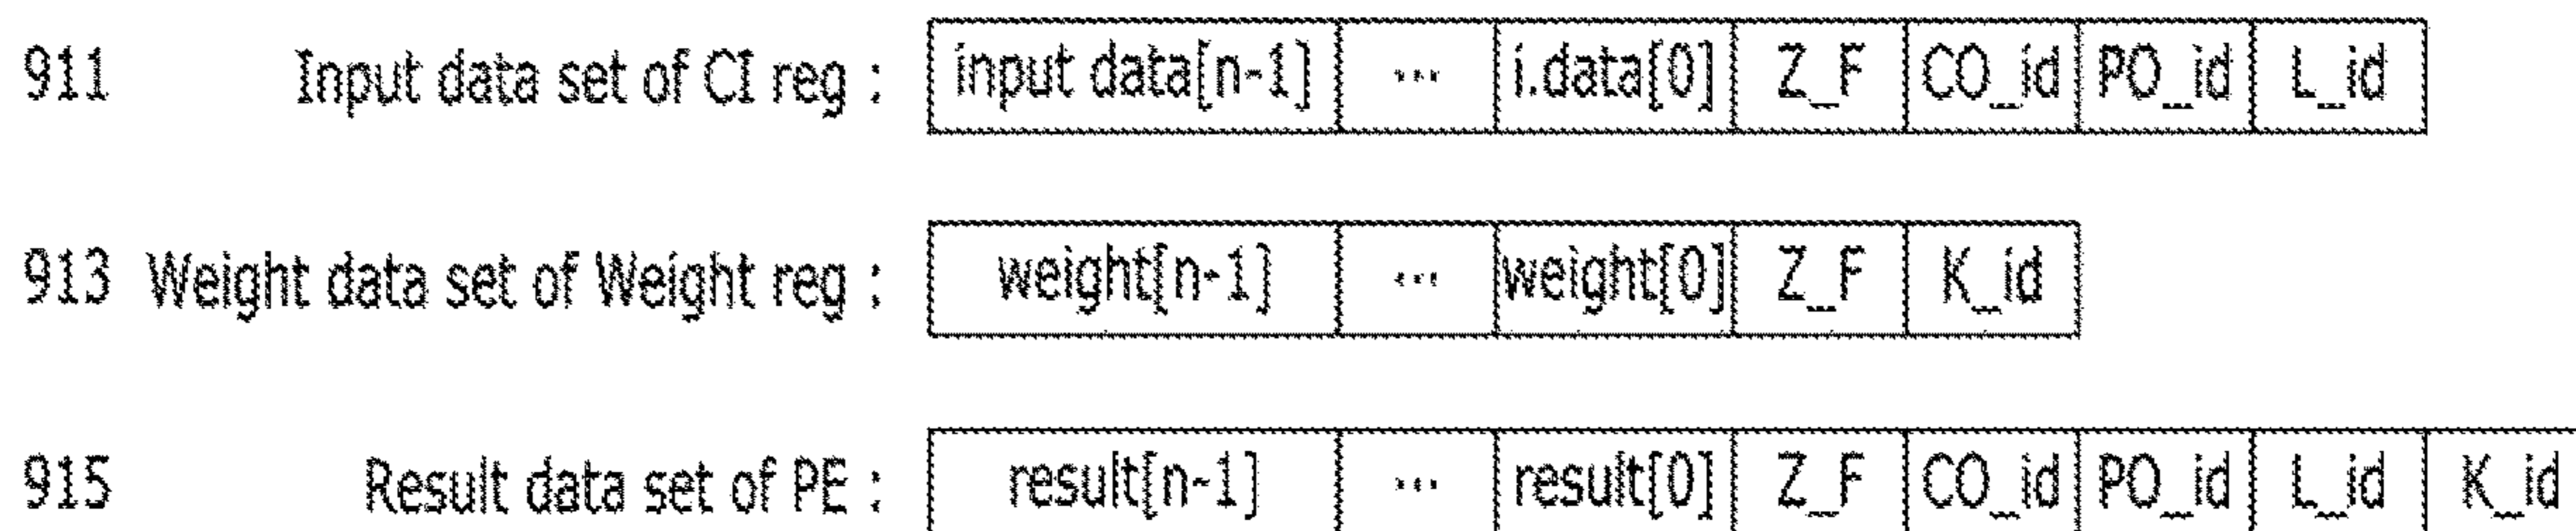 911 Input data set of CI reg : input data[n-1] ... i.data[0] Z_F CO_id PO_id L_id
913 Weight data set of Weight reg : weight[n-1] ... weight[0] Z_F K_id
915 Result data set of PE : result[n-1] ... result[0] Z_F CO_id PO_id L_id K_id